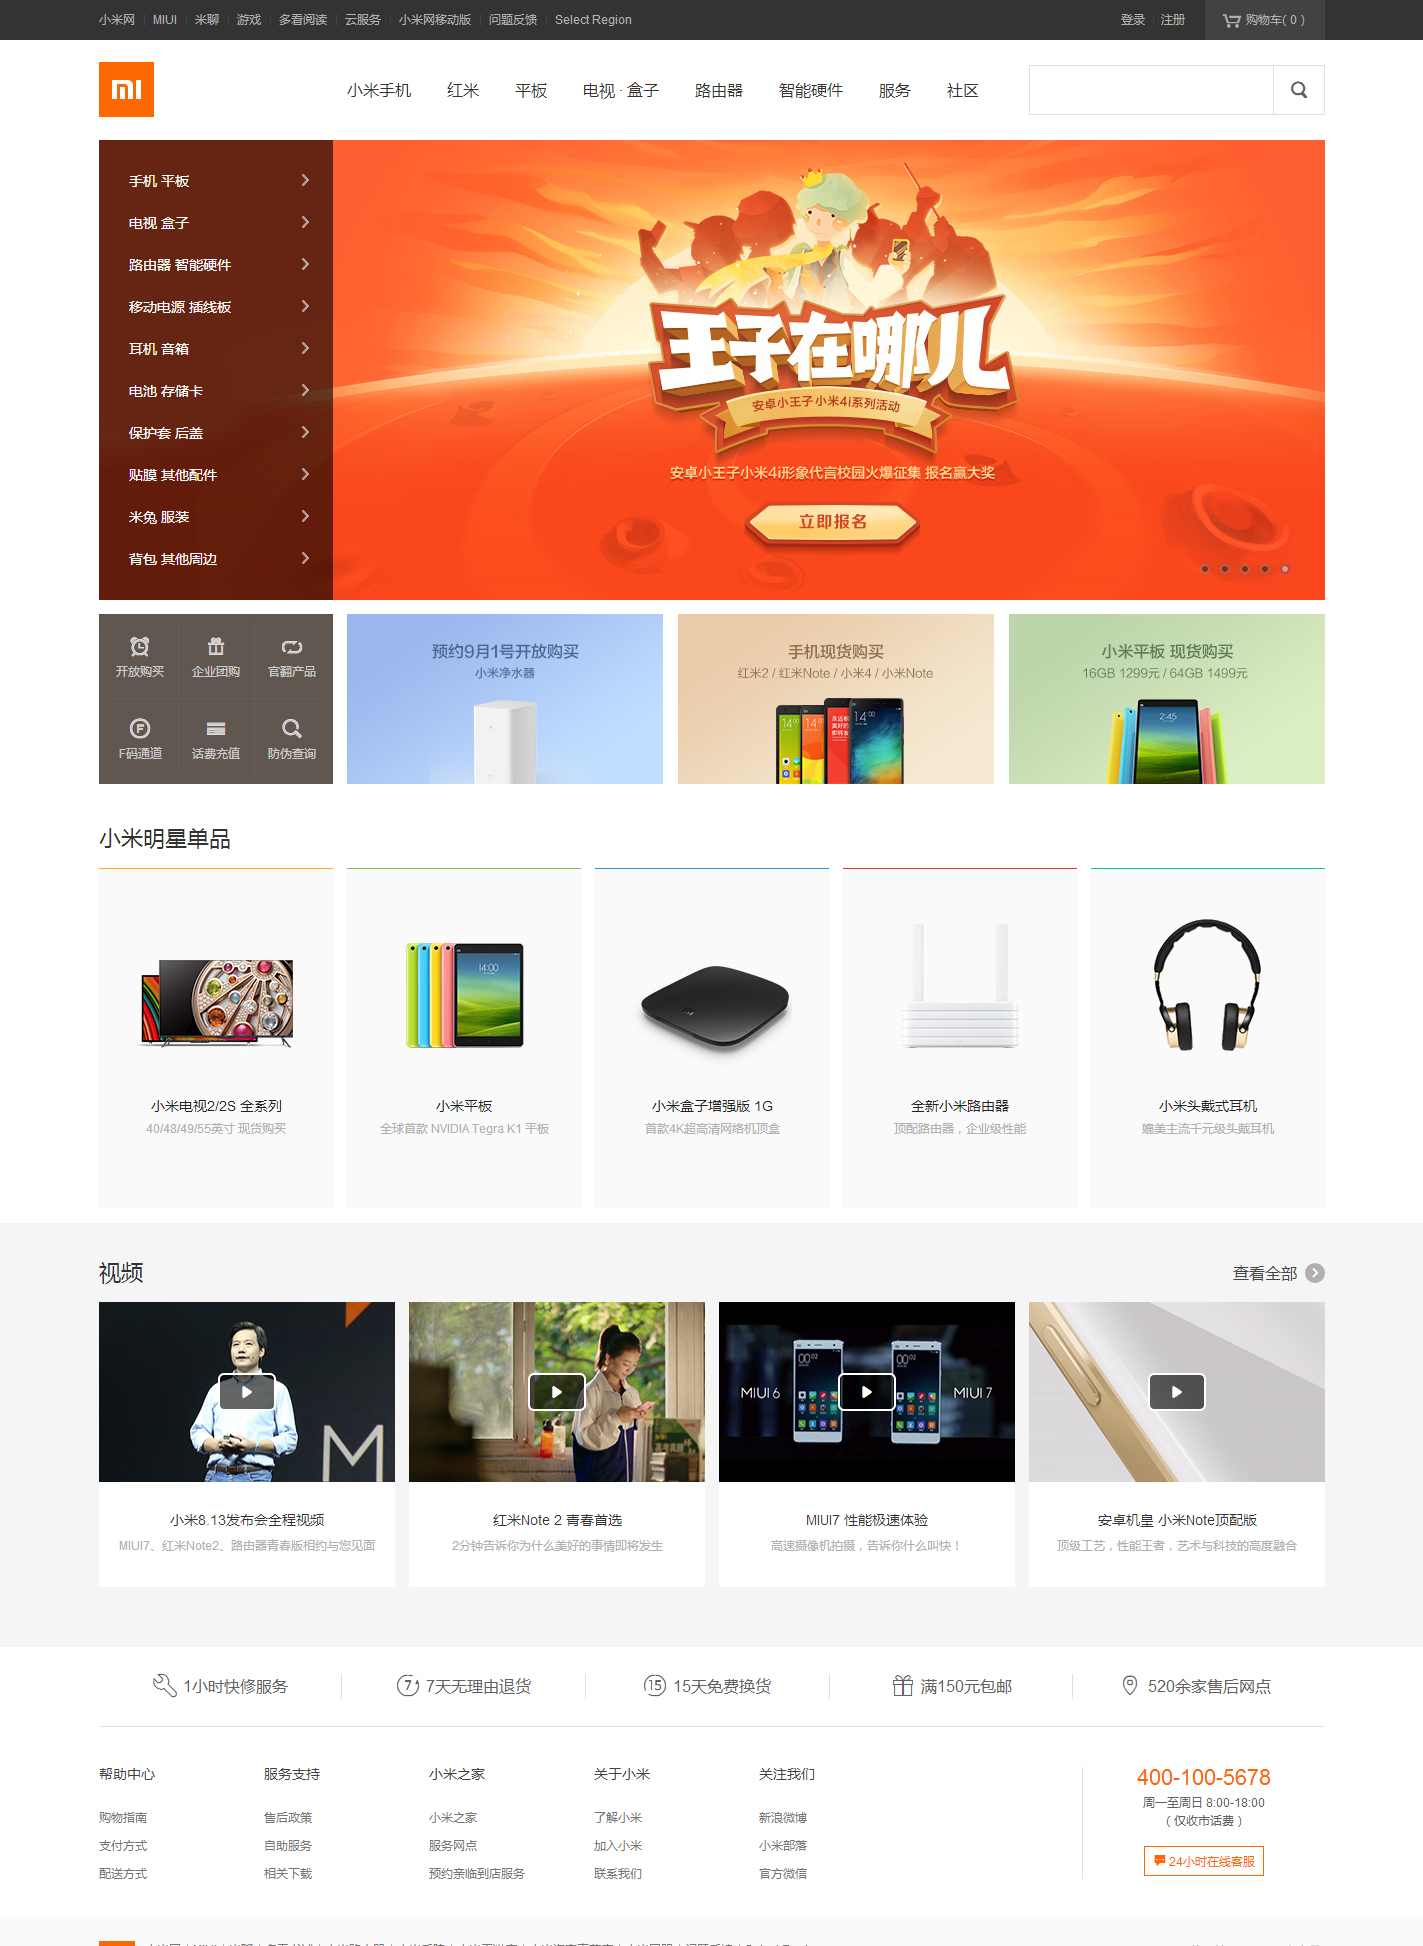 小米网 MIUI 米聊 游戏 多看阅读 云服务 小米网移动版 问题反馈 Select Region 登录 注册 购物车( 0 )
mi 小米手机 红米 平板 电视 · 盒子 路由器 智能硬件 服务 社区
手机 平板
电视 盒子
路由器 智能硬件
移动电源 插线板
耳机 音箱
电池 存储卡
保护套 后盖
贴膜 其他配件
米兔 服装
背包 其他周边
王子在哪儿
安卓小王子小米4i系列活动
安卓小王子小米4i形象代言校园火爆征集 报名赢大奖
立即报名
开放购买 企业团购 官翻产品
F码通道 话费充值 防伪查询
预约9月1号开放购买
小米净水器
手机现货购买
红米2 / 红米Note / 小米4 / 小米Note
小米平板 现货购买
16GB 1299元 / 64GB 1499元
小米明星单品
小米电视2/2S 全系列
40/48/49/55英寸 现货购买
小米平板
全球首款 NVIDIA Tegra K1 平板
小米盒子增强版 1G
首款4K超高清网络机顶盒
全新小米路由器
顶配路由器，企业级性能
小米头戴式耳机
媲美主流千元级头戴耳机
视频
查看全部
MIUI 6 MIUI 7
小米8.13发布会全程视频
MIUI7、红米Note2、路由器青春版相约与您见面
红米Note 2 青春首选
2分钟告诉你为什么美好的事情即将发生
MIUI7 性能极速体验
高速摄像机拍摄，告诉你什么叫快！
安卓机皇 小米Note顶配版
顶级工艺，性能王者，艺术与科技的高度融合
1小时快修服务 7天无理由退货 15天免费换货 满150元包邮 520余家售后网点
帮助中心
购物指南
支付方式
配送方式
服务支持
售后政策
自助服务
相关下载
小米之家
小米之家
服务网点
预约亲临到店服务
关于小米
了解小米
加入小米
联系我们
关注我们
新浪微博
小米部落
官方微信
400-100-5678
周一至周日 8:00-18:00
（仅收市话费）
24小时在线客服